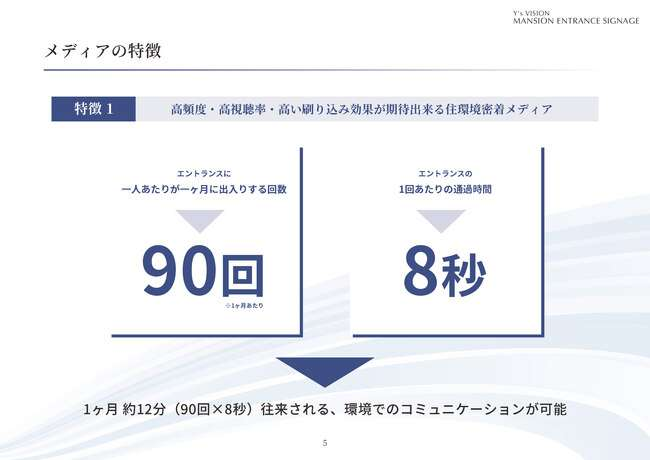 Y's VISION
MANSION ENTRANCE SIGNAGE
メディアの特徴
特徴 1
高頻度・高視聴率・高い刷り込み効果が期待出来る住環境密着メディア
エントランスに
一人あたりが一ヶ月に出入りする回数
90回
※1ヶ月あたり
エントランスの
1回あたりの通過時間
8秒
1ヶ月 約12分（90回×8秒）往来される、環境でのコミュニケーションが可能
5